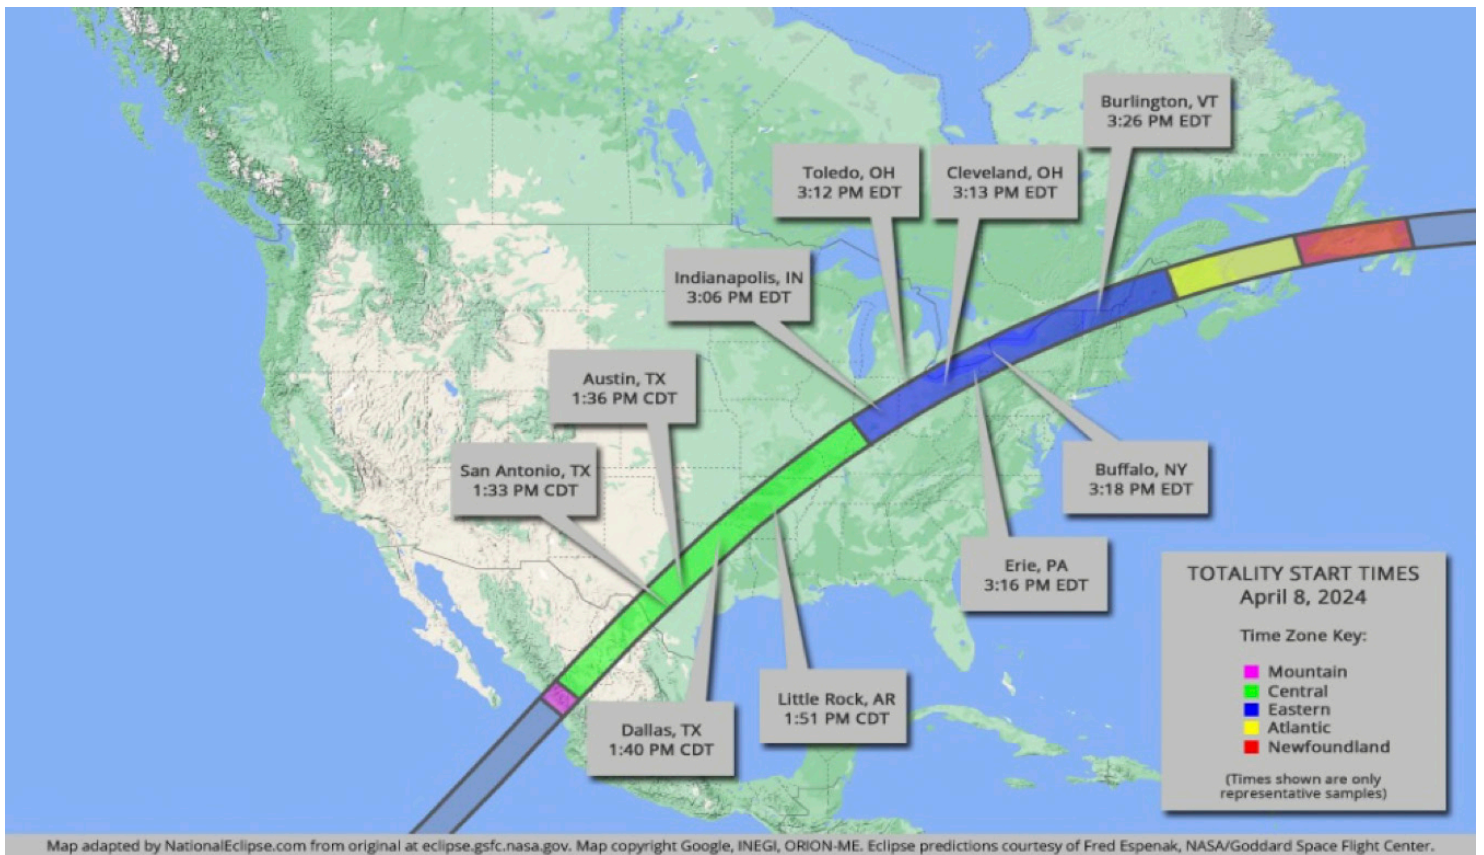 Burlington, VT
3:26 PM EDT
Toledo, OH
3:12 PM EDT
Cleveland, OH
3:13 PM EDT
Indianapolis, IN
3:06 PM EDT
Austin, TX
1:36 PM CDT
San Antonio, TX
1:33 PM CDT
Buffalo, NY
3:18 PM EDT
Erie, PA
3:16 PM EDT
Little Rock, AR
1:51 PM CDT
Dallas, TX
1:40 PM CDT
TOTALITY START TIMES
April 8, 2024
Time Zone Key:
Mountain
Central
Eastern
Atlantic
Newfoundland
(Times shown are only
representative samples)
Map adapted by NationalEclipse.com from original at eclipse.gsfc.nasa.gov. Map copyright Google, INEGI, ORION-ME. Eclipse predictions courtesy of Fred Espenak, NASA/Goddard Space Flight Center.